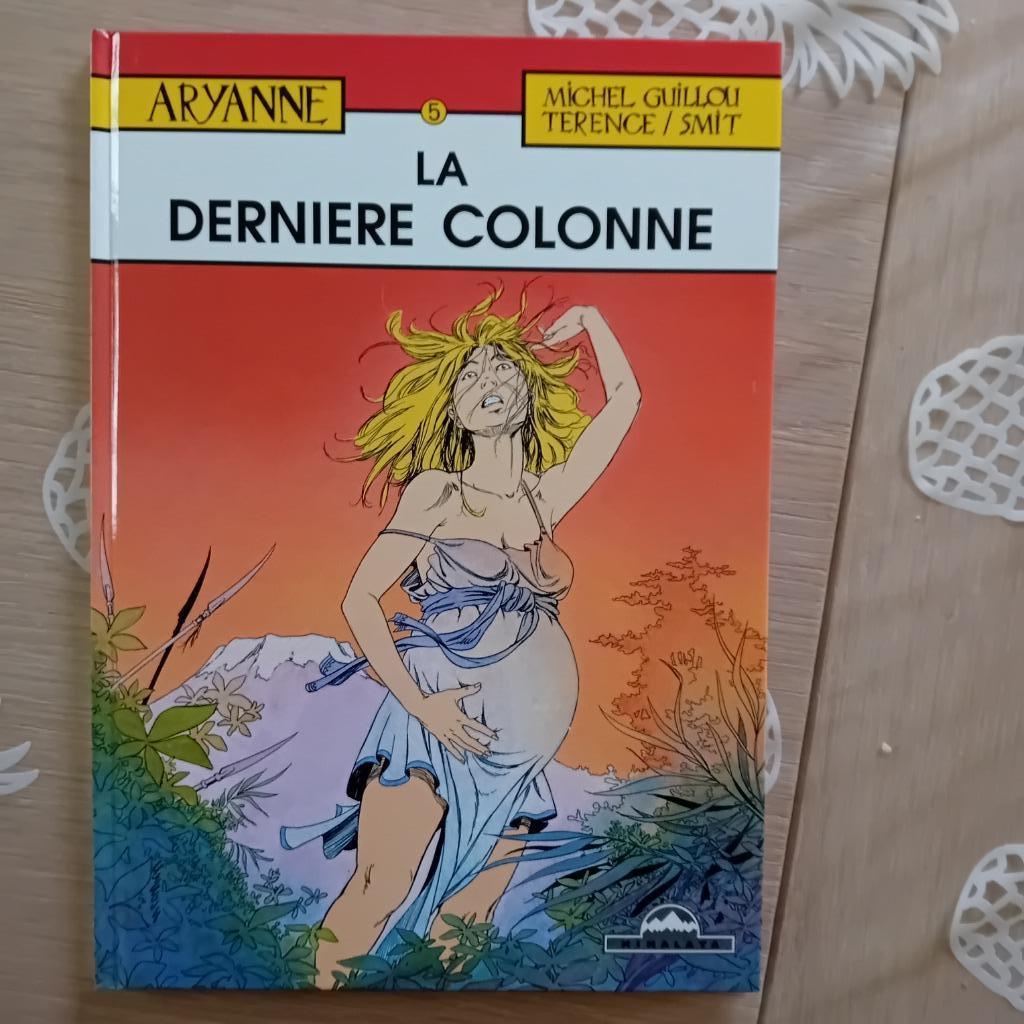 ARYANNE
5
MICHEL GUILLOU
TERENCE / SMIT
LA
DERNIERE COLONNE
HIMALAYA